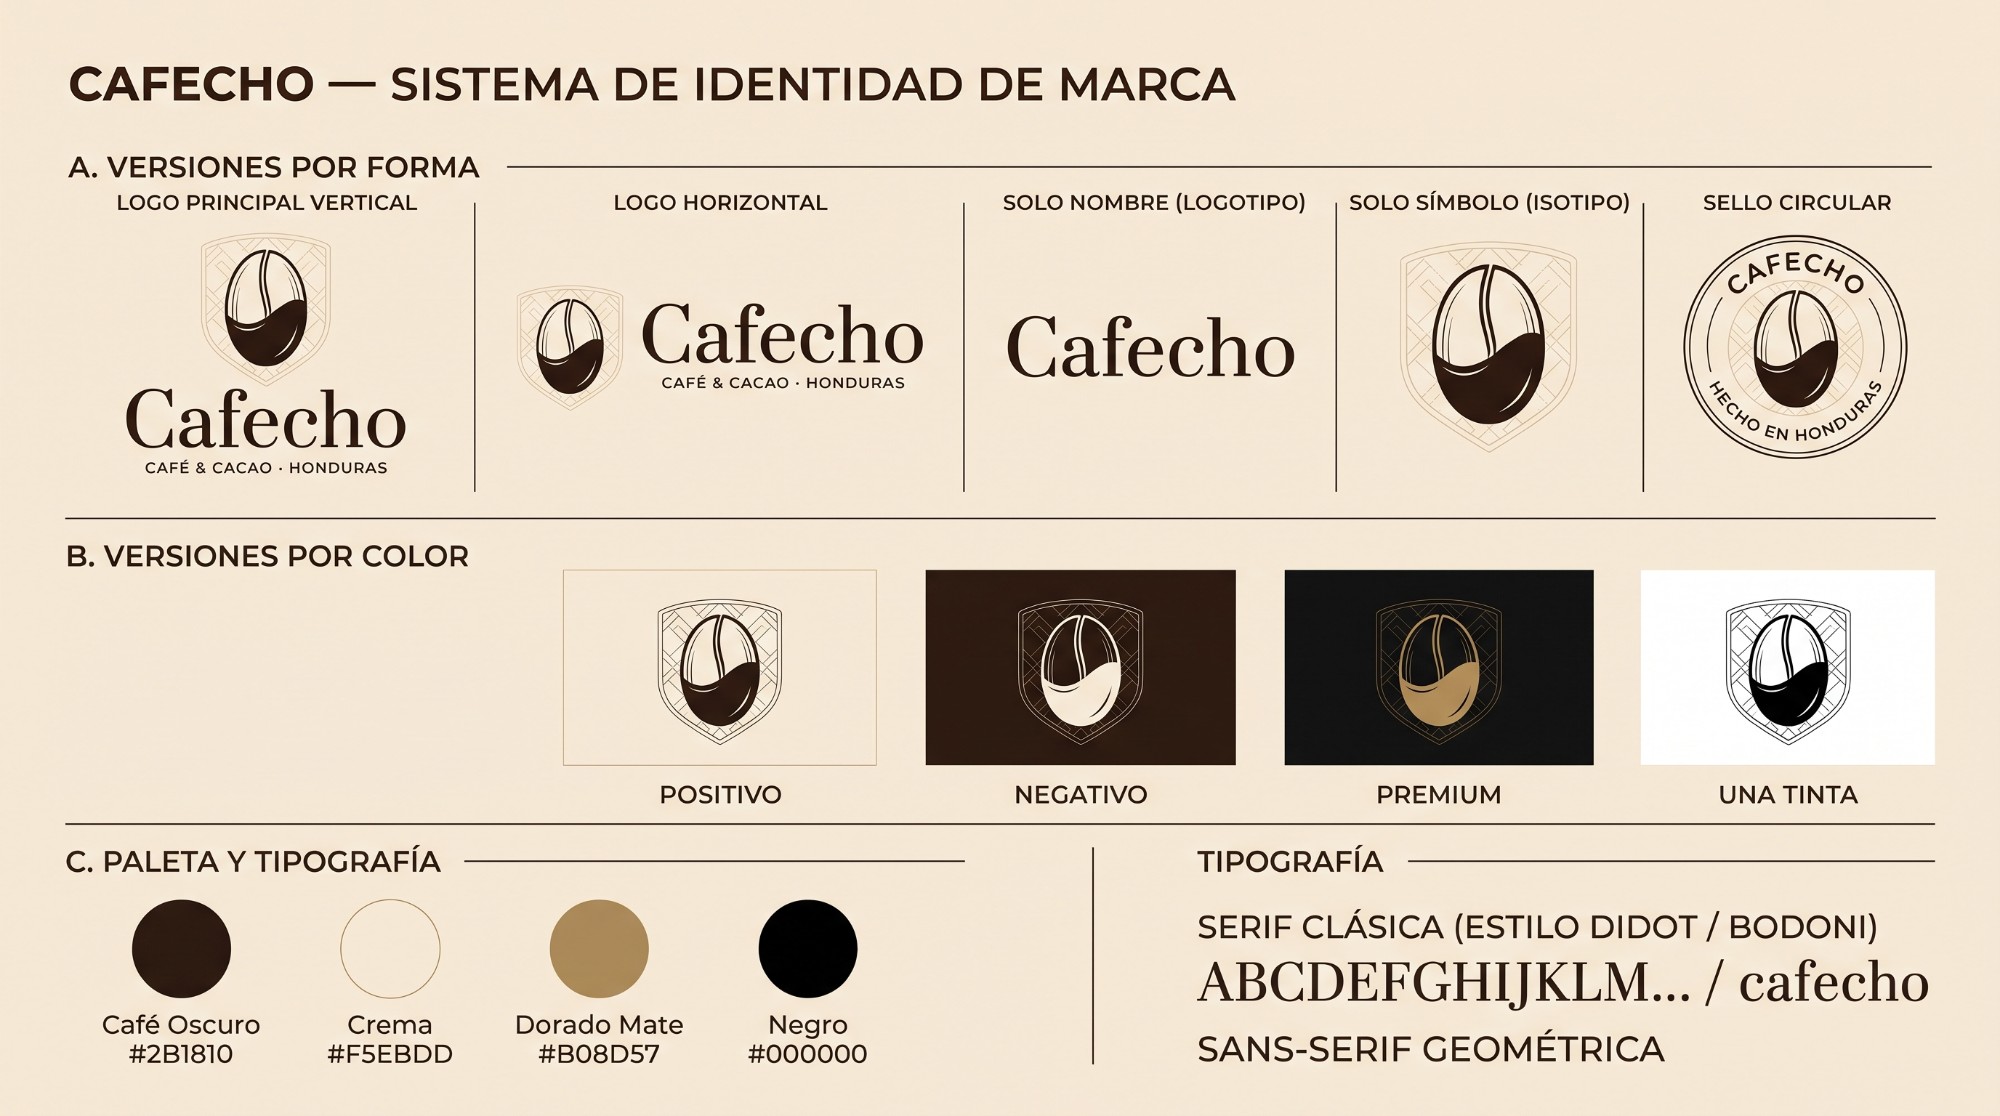 CAFECHO — SISTEMA DE IDENTIDAD DE MARCA
A. VERSIONES POR FORMA
LOGO PRINCIPAL VERTICAL
Cafecho
CAFÉ & CACAO · HONDURAS
LOGO HORIZONTAL
Cafecho
CAFÉ & CACAO · HONDURAS
SOLO NOMBRE (LOGOTIPO)
Cafecho
SOLO SÍMBOLO (ISOTIPO)
SELLO CIRCULAR
CAFECHO
HECHO EN HONDURAS
B. VERSIONES POR COLOR
POSITIVO
NEGATIVO
PREMIUM
UNA TINTA
C. PALETA Y TIPOGRAFÍA
Café Oscuro
#2B1810
Crema
#F5EBDD
Dorado Mate
#B08D57
Negro
#000000
TIPOGRAFÍA
SERIF CLÁSICA (ESTILO DIDOT / BODONI)
ABCDEFGHIJKLM... / cafecho
SANS-SERIF GEOMÉTRICA